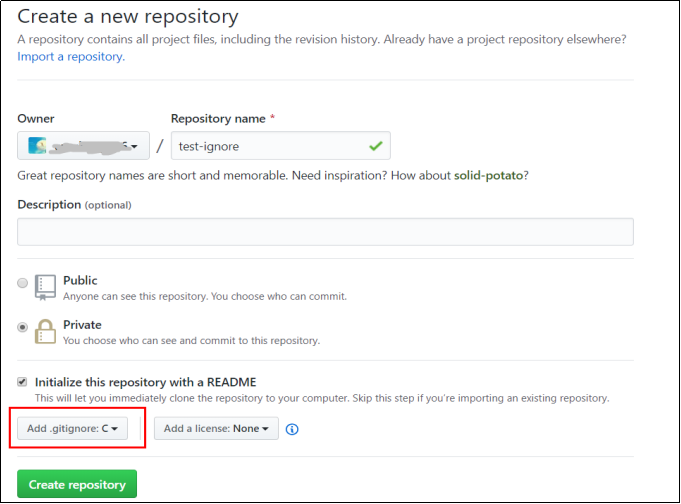 Create a new repository
A repository contains all project files, including the revision history. Already have a project repository elsewhere?
Import a repository.
Owner
Repository name *
/
test-ignore
Great repository names are short and memorable. Need inspiration? How about solid-potato?
Description (optional)
Public
Anyone can see this repository. You choose who can commit.
Private
You choose who can see and commit to this repository.
Initialize this repository with a README
This will let you immediately clone the repository to your computer. Skip this step if you're importing an existing repository.
Add .gitignore: C
Add a license: None
Create repository